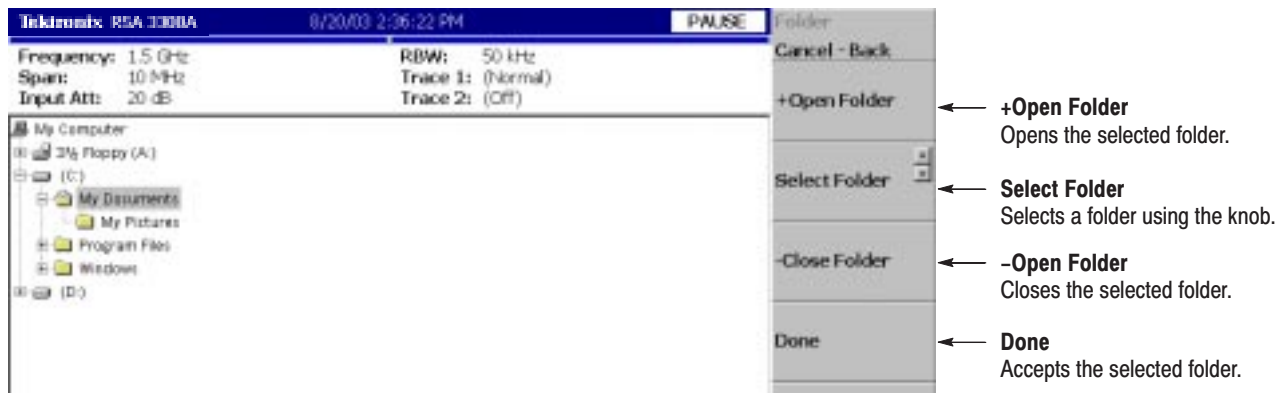 Tektronix RSA 3308A 8/20/03 2:36:22 PM PAUSE
Frequency: 1.5 GHz RBW: 50 kHz
Span: 10 MHz Trace 1: (Normal)
Input Att: 20 dB Trace 2: (Off)
My Computer
3½ Floppy (A:)
(C:)
My Documents
My Pictures
Program Files
Windows
(D:)
Folder
Cancel - Back
+Open Folder
Select Folder
-Close Folder
Done
+Open Folder
Opens the selected folder.
Select Folder
Selects a folder using the knob.
–Open Folder
Closes the selected folder.
Done
Accepts the selected folder.